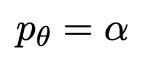 p_θ = α